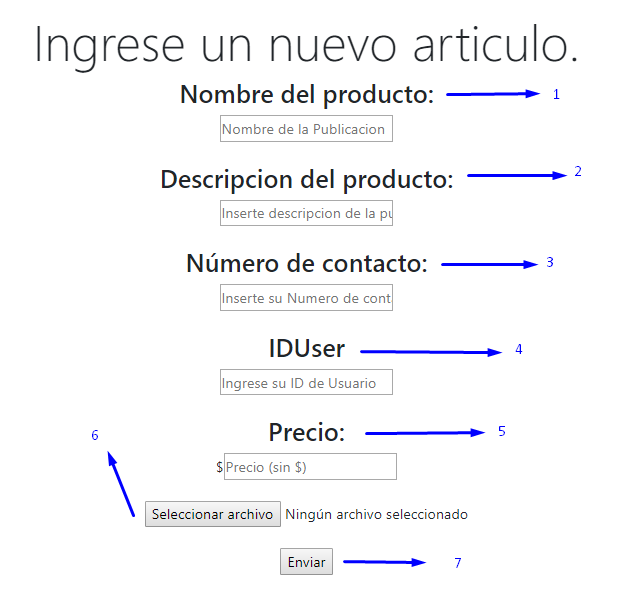 Ingrese un nuevo articulo.
Nombre del producto: 1
Nombre de la Publicacion
Descripcion del producto: 2
Inserte descripcion de la pu
Número de contacto: 3
Inserte su Numero de cont
IDUser 4
Ingrese su ID de Usuario
Precio: 5
6
$ Precio (sin $)
Seleccionar archivo Ningún archivo seleccionado
Enviar 7